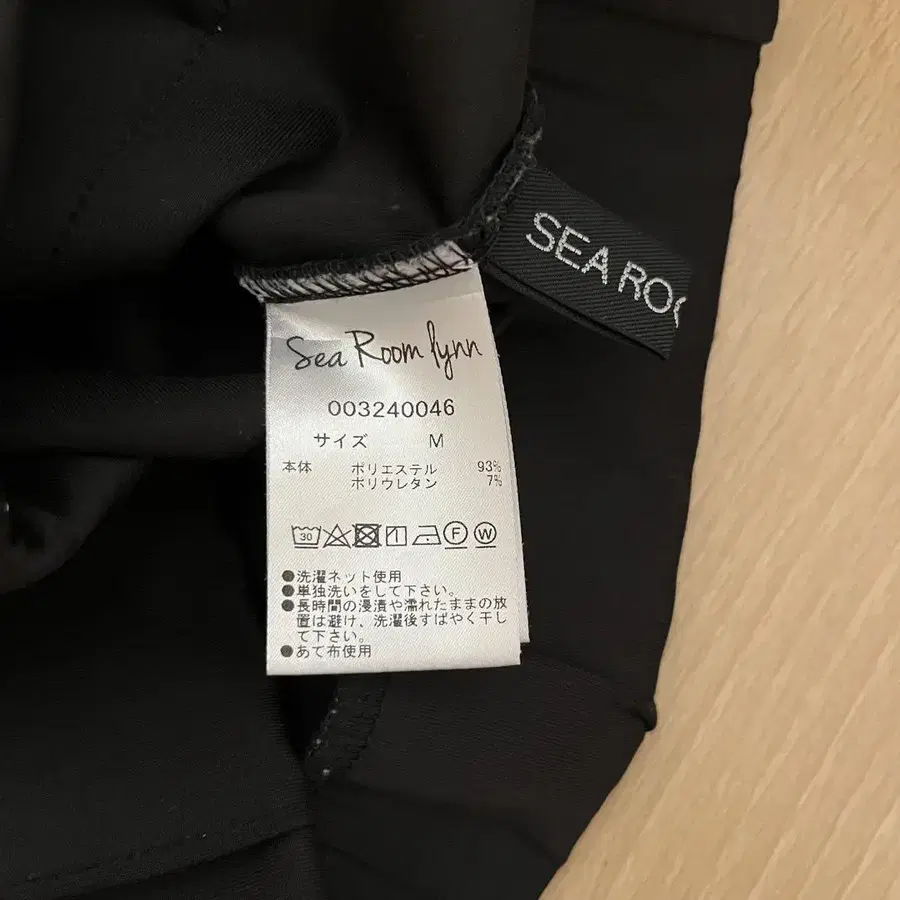 SEA ROO
Sea Room lynn
003240046
サイズ M
本体 ポリエステル 93%
ポリウレタン 7%
30 F W
●洗濯ネット使用
●単独洗いをして下さい。
●長時間の浸漬や濡れたままの放
置は避け、洗濯後すばやく干し
て下さい。
●あて布使用